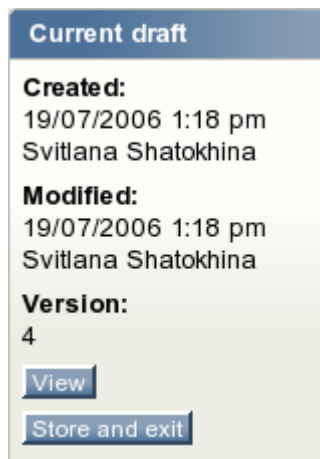 Current draft
Created:
19/07/2006 1:18 pm
Svitlana Shatokhina
Modified:
19/07/2006 1:18 pm
Svitlana Shatokhina
Version:
4
View
Store and exit